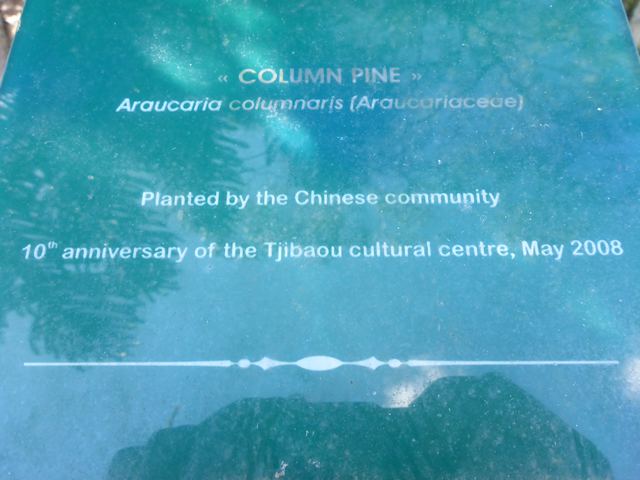 « COLUMN PINE »
Araucaria columnaris (Araucariaceae)
Planted by the Chinese community
10th anniversary of the Tjibaou cultural centre, May 2008